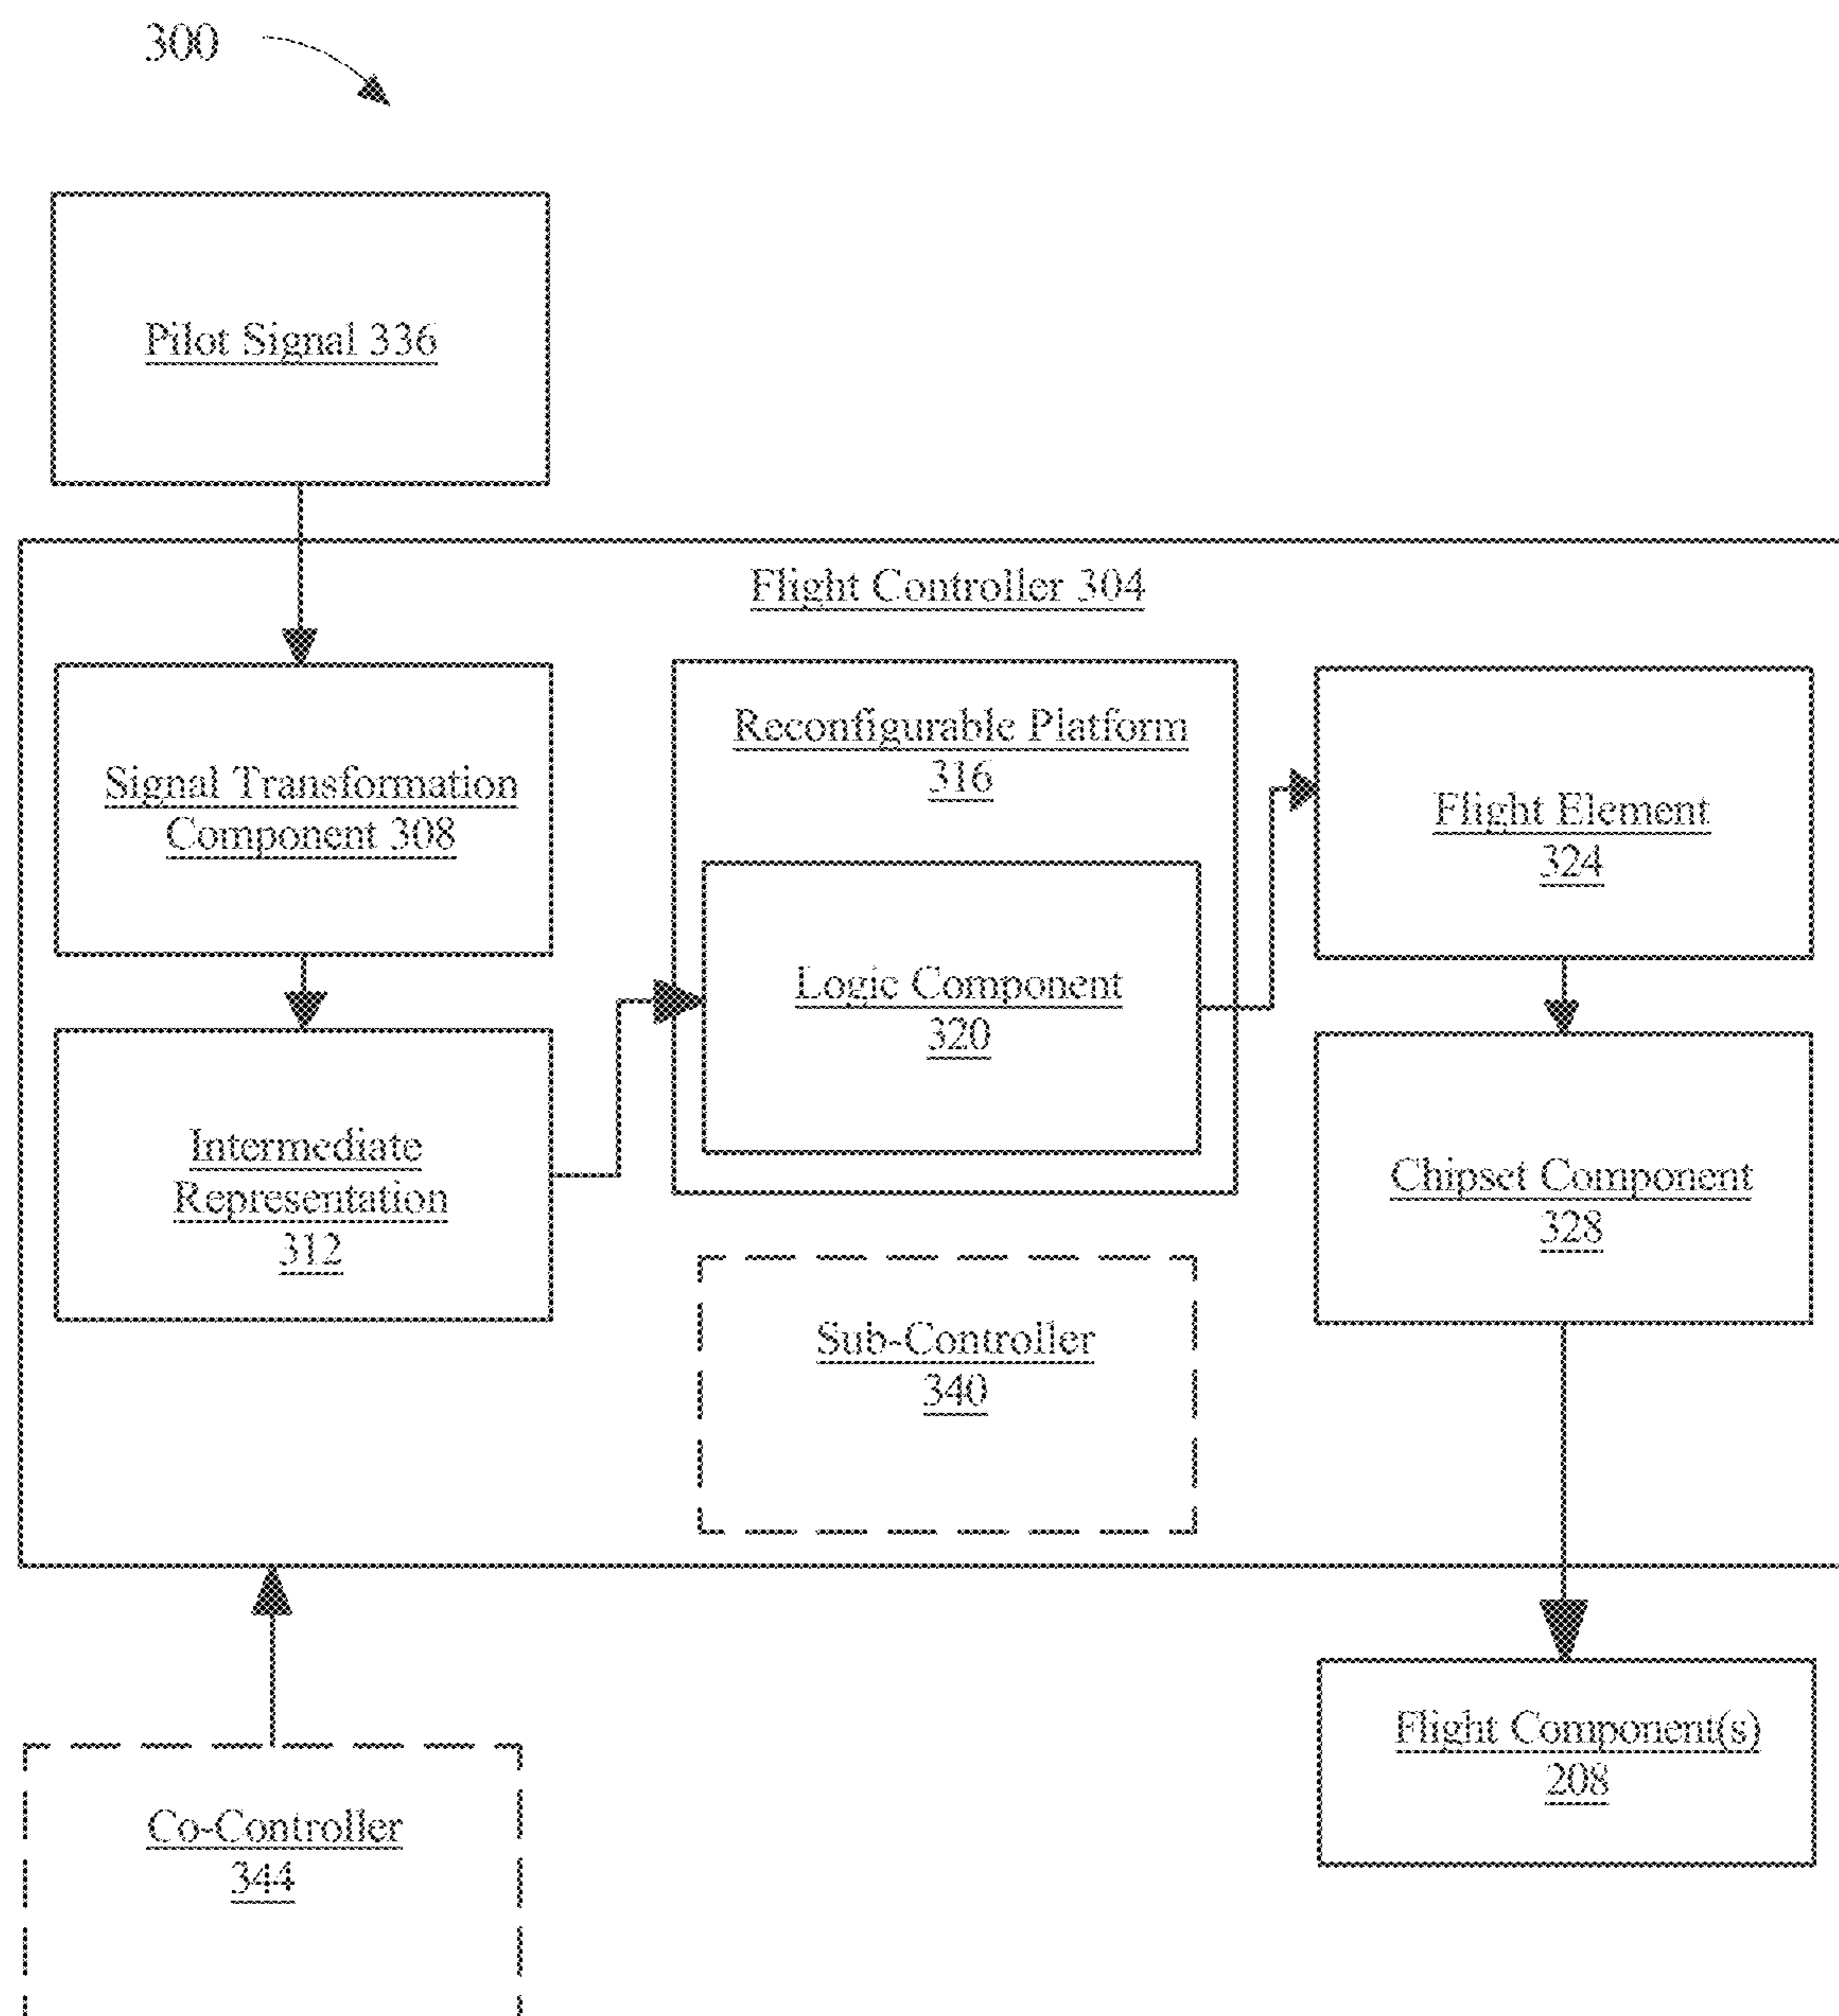 300
Pilot Signal 336
Flight Controller 304
Signal Transformation
Component 308
Intermediate
Representation
312
Reconfigurable Platform
316
Logic Component
320
Sub-Controller
340
Flight Element
324
Chipset Component
328
Co-Controller
344
Flight Component(s)
208